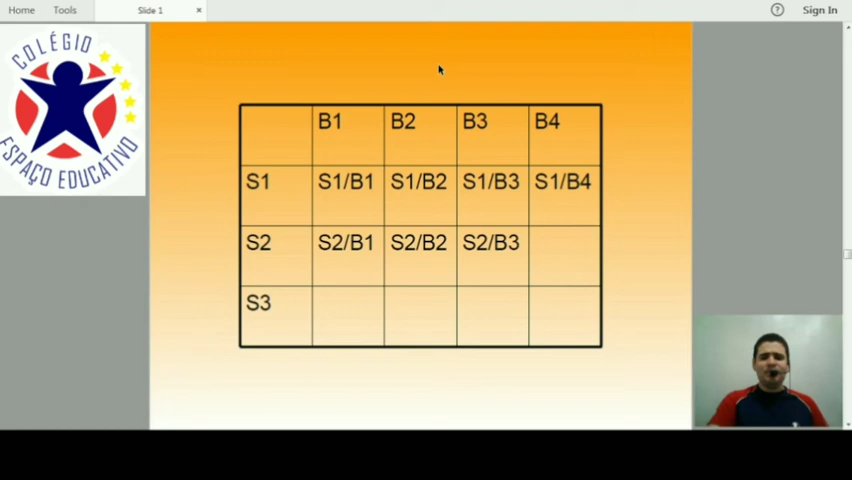 Home Tools Slide 1 × ? Sign In
COLÉGIO
ESPAÇO EDUCATIVO
B1 B2 B3 B4
S1 S1/B1 S1/B2 S1/B3 S1/B4
S2 S2/B1 S2/B2 S2/B3
S3